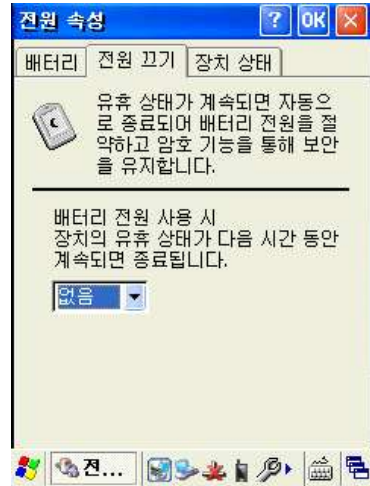 전원 속성 ? OK
배터리 전원 끄기 장치 상태
유휴 상태가 계속되면 자동으
로 종료되어 배터리 전원을 절
약하고 암호 기능을 통해 보안
을 유지합니다.
배터리 전원 사용 시
장치의 유휴 상태가 다음 시간 동안
계속되면 종료됩니다.
없음
전...